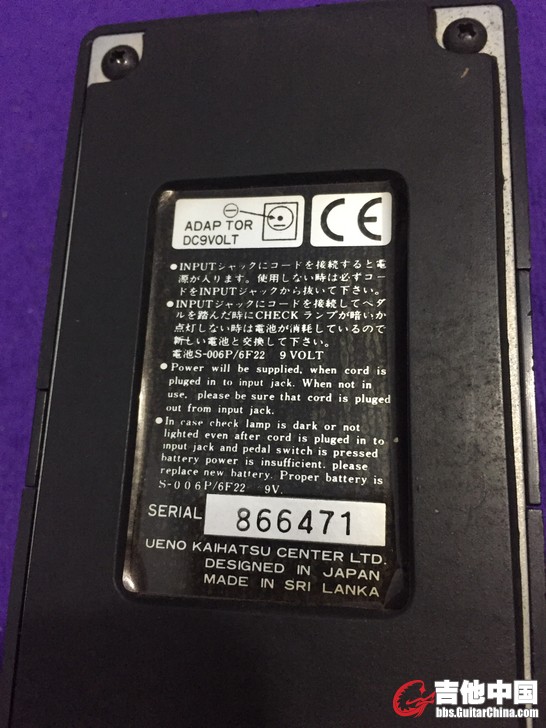 ADAPTOR
DC9VOLT
CE
●INPUTジャックにコードを接続すると電
源が入ります。使用しない時は必ずコー
ドをINPUTジャックから抜いて下さい。
●INPUTジャックにコードを接続してペダ
ルを踏んだ時にCHECKランプが暗いか
点灯しない時は電池が消耗しているので
新しい電池と交換して下さい。
電池S-006P/6F22 9VOLT
●Power will be supplied, when cord is
pluged in to input jack. When not in
use, please be sure that cord is pluged
out from input jack.
●In case check lamp is dark or not
lighted even after cord is pluged in to
input jack and pedal switch is pressed
battery power is insufficient, please
replace new battery. Proper battery is
S-006P/6F22 9V.
SERIAL 866471
UENO KAIHATSU CENTER LTD.
DESIGNED IN JAPAN
MADE IN SRI LANKA
吉他中国
bbs.GuitarChina.com